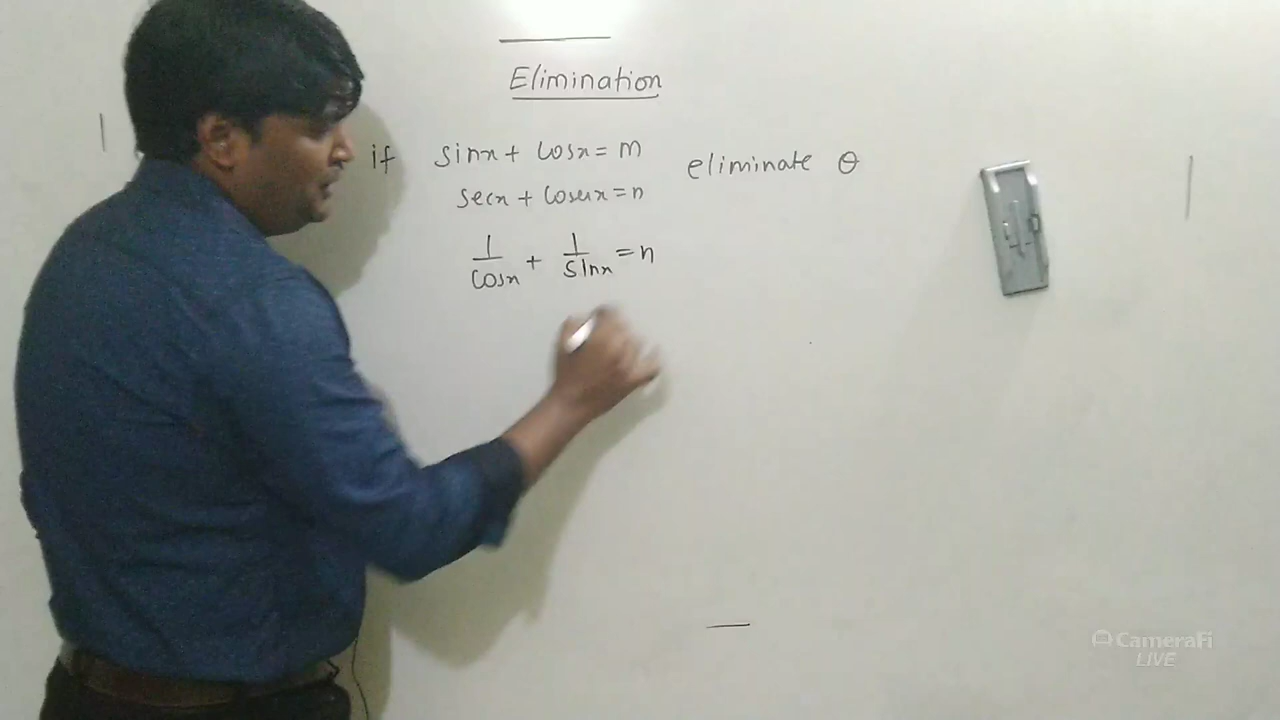 Elimination
if sinx + cosx = m eliminate θ
secx + cosecx = n
1/cosx + 1/sinx = n
CameraFi
LIVE